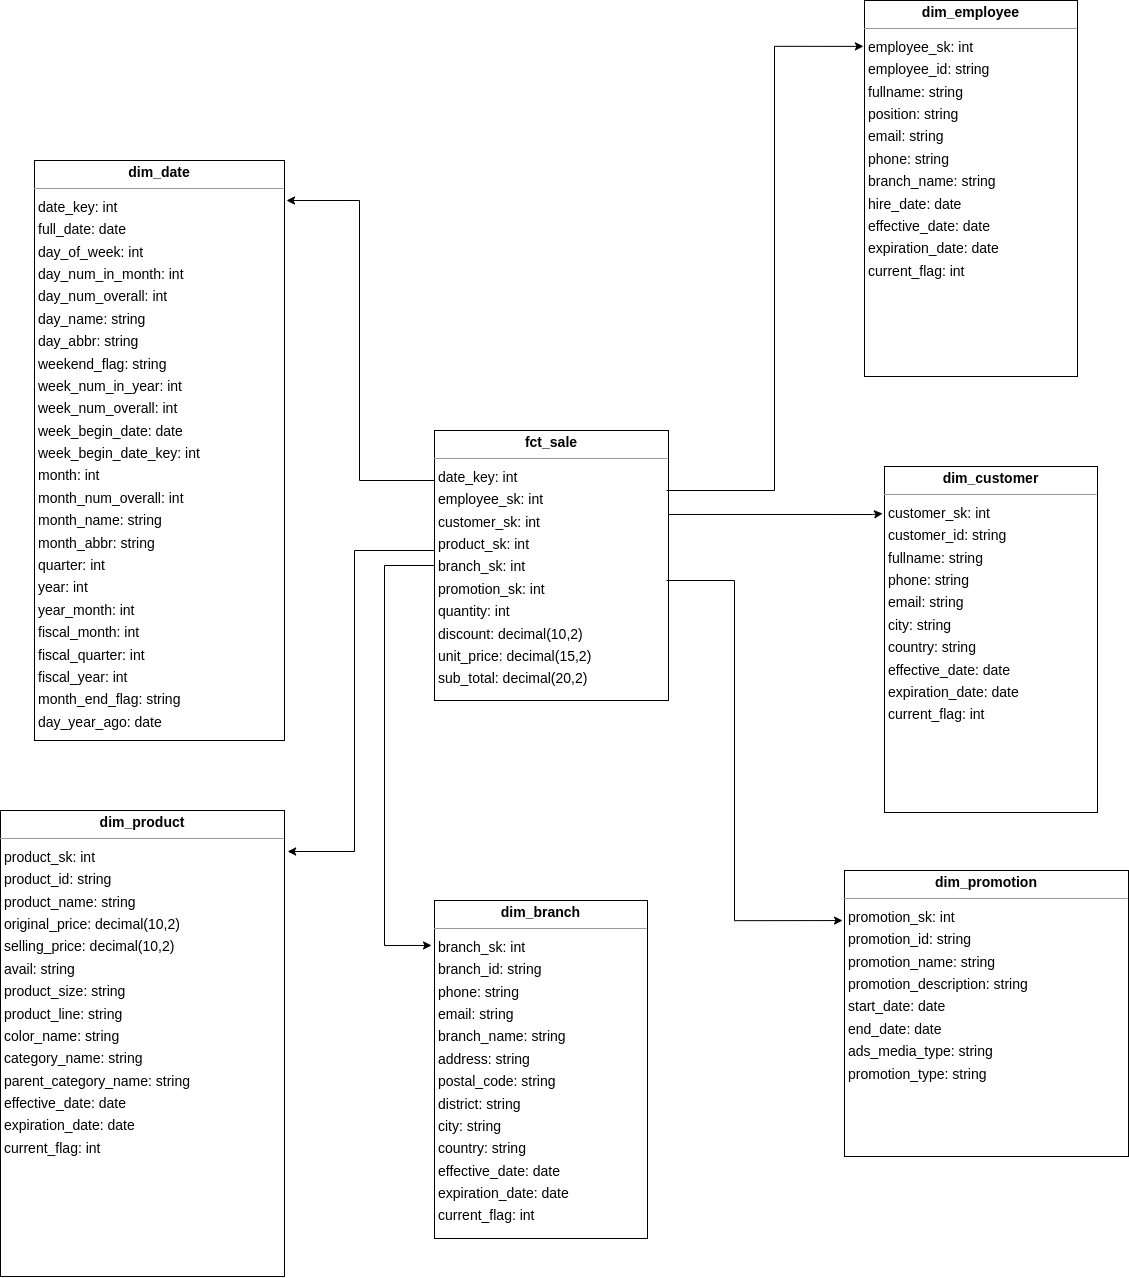 dim_employee
employee_sk: int
employee_id: string
fullname: string
position: string
email: string
phone: string
branch_name: string
hire_date: date
effective_date: date
expiration_date: date
current_flag: int
dim_date
date_key: int
full_date: date
day_of_week: int
day_num_in_month: int
day_num_overall: int
day_name: string
day_abbr: string
weekend_flag: string
week_num_in_year: int
week_num_overall: int
week_begin_date: date
week_begin_date_key: int
month: int
month_num_overall: int
month_name: string
month_abbr: string
quarter: int
year: int
year_month: int
fiscal_month: int
fiscal_quarter: int
fiscal_year: int
month_end_flag: string
day_year_ago: date
fct_sale
date_key: int
employee_sk: int
customer_sk: int
product_sk: int
branch_sk: int
promotion_sk: int
quantity: int
discount: decimal(10,2)
unit_price: decimal(15,2)
sub_total: decimal(20,2)
dim_customer
customer_sk: int
customer_id: string
fullname: string
phone: string
email: string
city: string
country: string
effective_date: date
expiration_date: date
current_flag: int
dim_product
product_sk: int
product_id: string
product_name: string
original_price: decimal(10,2)
selling_price: decimal(10,2)
avail: string
product_size: string
product_line: string
color_name: string
category_name: string
parent_category_name: string
effective_date: date
expiration_date: date
current_flag: int
dim_branch
branch_sk: int
branch_id: string
phone: string
email: string
branch_name: string
address: string
postal_code: string
district: string
city: string
country: string
effective_date: date
expiration_date: date
current_flag: int
dim_promotion
promotion_sk: int
promotion_id: string
promotion_name: string
promotion_description: string
start_date: date
end_date: date
ads_media_type: string
promotion_type: string